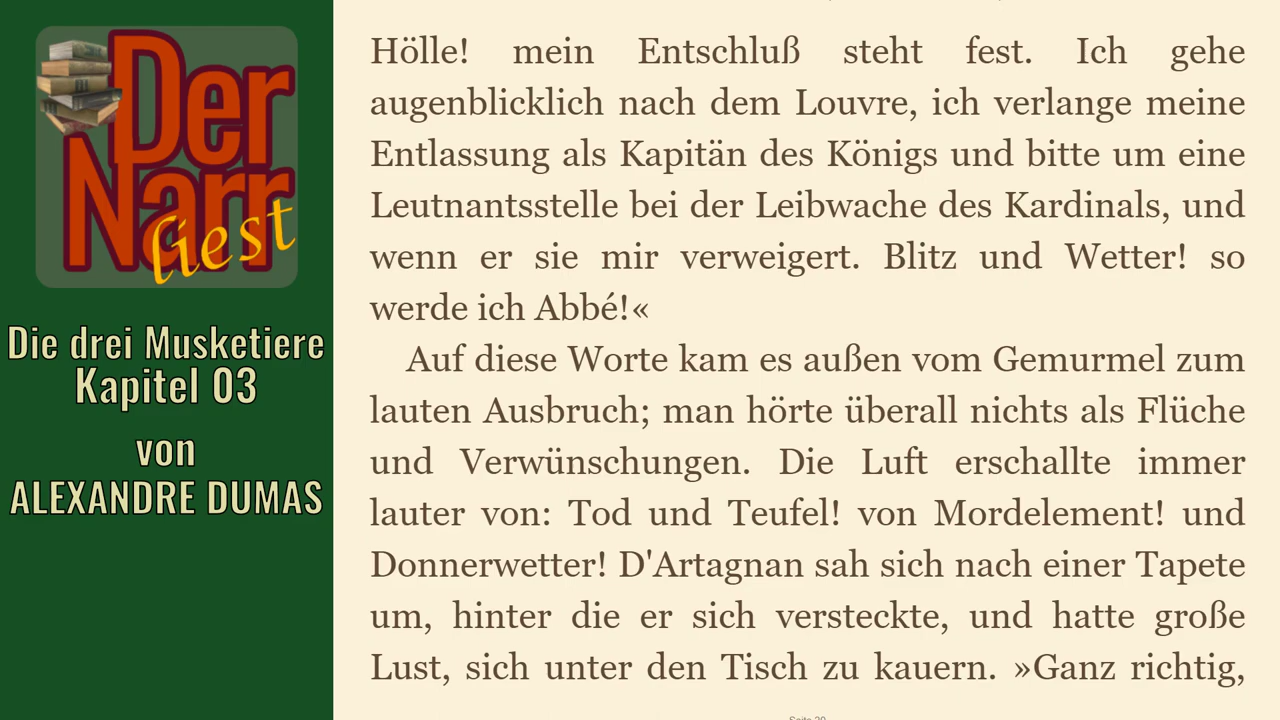 Der
Narr
liest
Die drei Musketiere
Kapitel 03
von
ALEXANDRE DUMAS
Hölle! mein Entschluß steht fest. Ich gehe
augenblicklich nach dem Louvre, ich verlange meine
Entlassung als Kapitän des Königs und bitte um eine
Leutnantsstelle bei der Leibwache des Kardinals, und
wenn er sie mir verweigert. Blitz und Wetter! so
werde ich Abbé!«
Auf diese Worte kam es außen vom Gemurmel zum
lauten Ausbruch; man hörte überall nichts als Flüche
und Verwünschungen. Die Luft erschallte immer
lauter von: Tod und Teufel! von Mordelement! und
Donnerwetter! D'Artagnan sah sich nach einer Tapete
um, hinter die er sich versteckte, und hatte große
Lust, sich unter den Tisch zu kauern. »Ganz richtig,